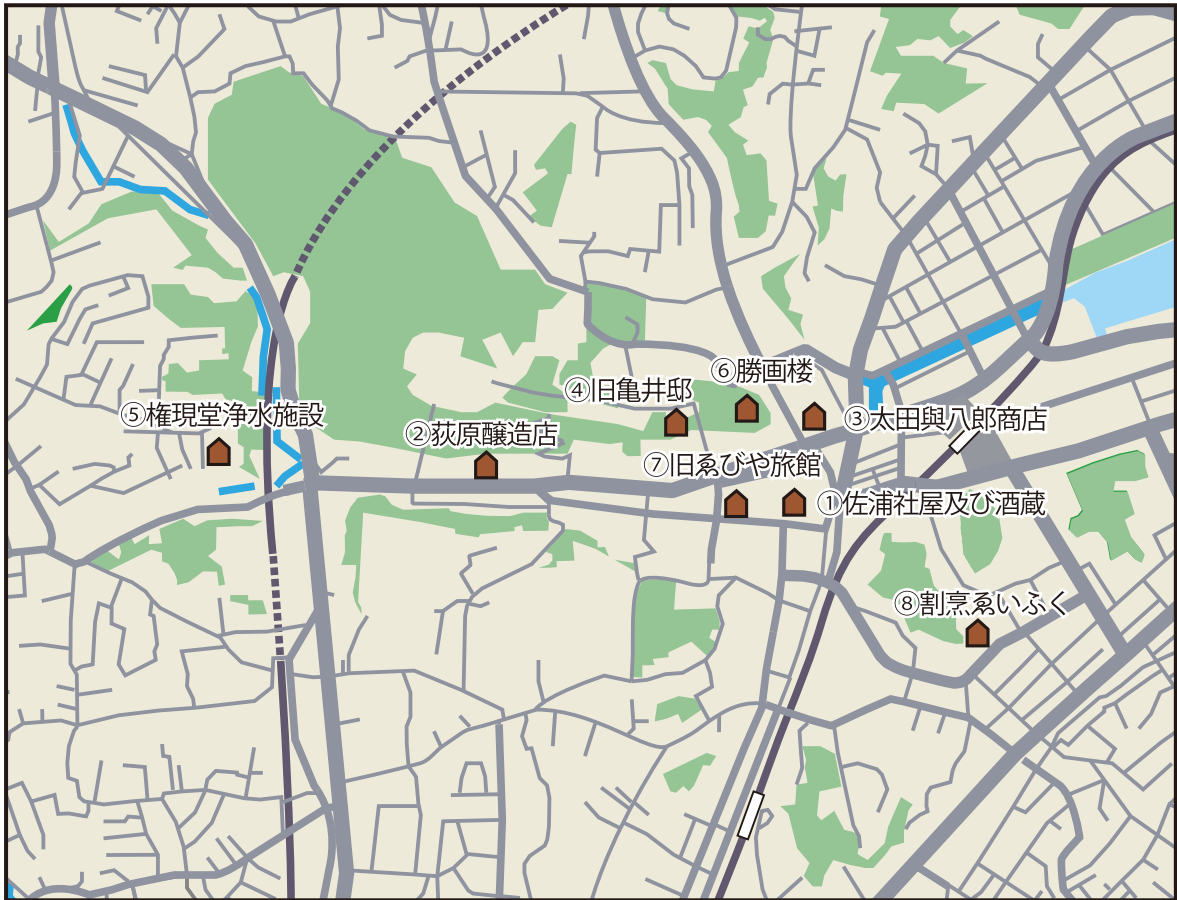 ⑥勝画楼
④旧亀井邸
⑤権現堂浄水施設
②荻原醸造店
③太田與八郎商店
⑦旧ゑびや旅館
①佐浦社屋及び酒蔵
⑧割烹ゑいふく